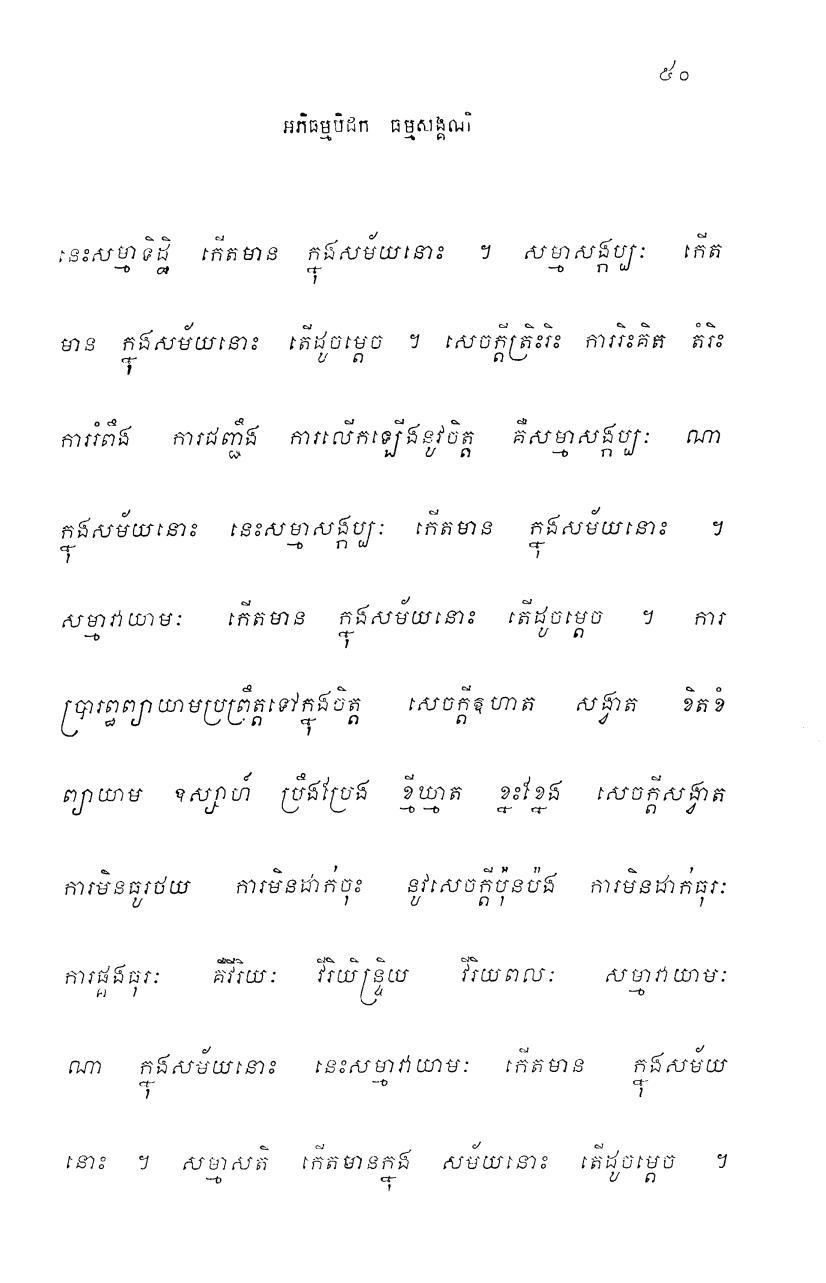 ៥០
អភិធម្មបិដក ធម្មសង្គណី
នេះសម្មាទិដ្ឋិ កើតមាន ក្នុងសម័យនោះ ។ សម្មាសង្កប្បៈ កើត
មាន ក្នុងសម័យនោះ តើដូចម្តេច ។ សេចក្តីត្រិះរិះ ការរិះគិត តំរិះ
ការរំពឹង ការជញ្ជឹង ការលើកឡើងនូវចិត្ត គឺសម្មាសង្កប្បៈ ណា
ក្នុងសម័យនោះ នេះសម្មាសង្កប្បៈ កើតមាន ក្នុងសម័យនោះ ។
សម្មាវាយាមៈ កើតមាន ក្នុងសម័យនោះ តើដូចម្តេច ។ ការ
ប្រារព្ធព្យាយាមប្រព្រឹត្តទៅក្នុងចិត្ត សេចក្តីឧហាត សង្វាត ខិតខំ
ព្យាយាម ឧស្សាហ៍ ប្រឹងប្រែង ខ្មីឃ្មាត ខ្នះខ្នែង សេចក្តីសង្វាត
ការមិនធូរថយ ការមិនដាក់ចុះ នូវសេចក្តីប៉ុនប៉ង ការមិនដាក់ធុរៈ
ការផ្គងធុរៈ គឺវីរិយៈ វីរិយិន្ទ្រិយ វីរិយពលៈ សម្មាវាយាមៈ
ណា ក្នុងសម័យនោះ នេះសម្មាវាយាមៈ កើតមាន ក្នុងសម័យ
នោះ ។ សម្មាសតិ កើតមានក្នុង សម័យនោះ តើដូចម្តេច ។